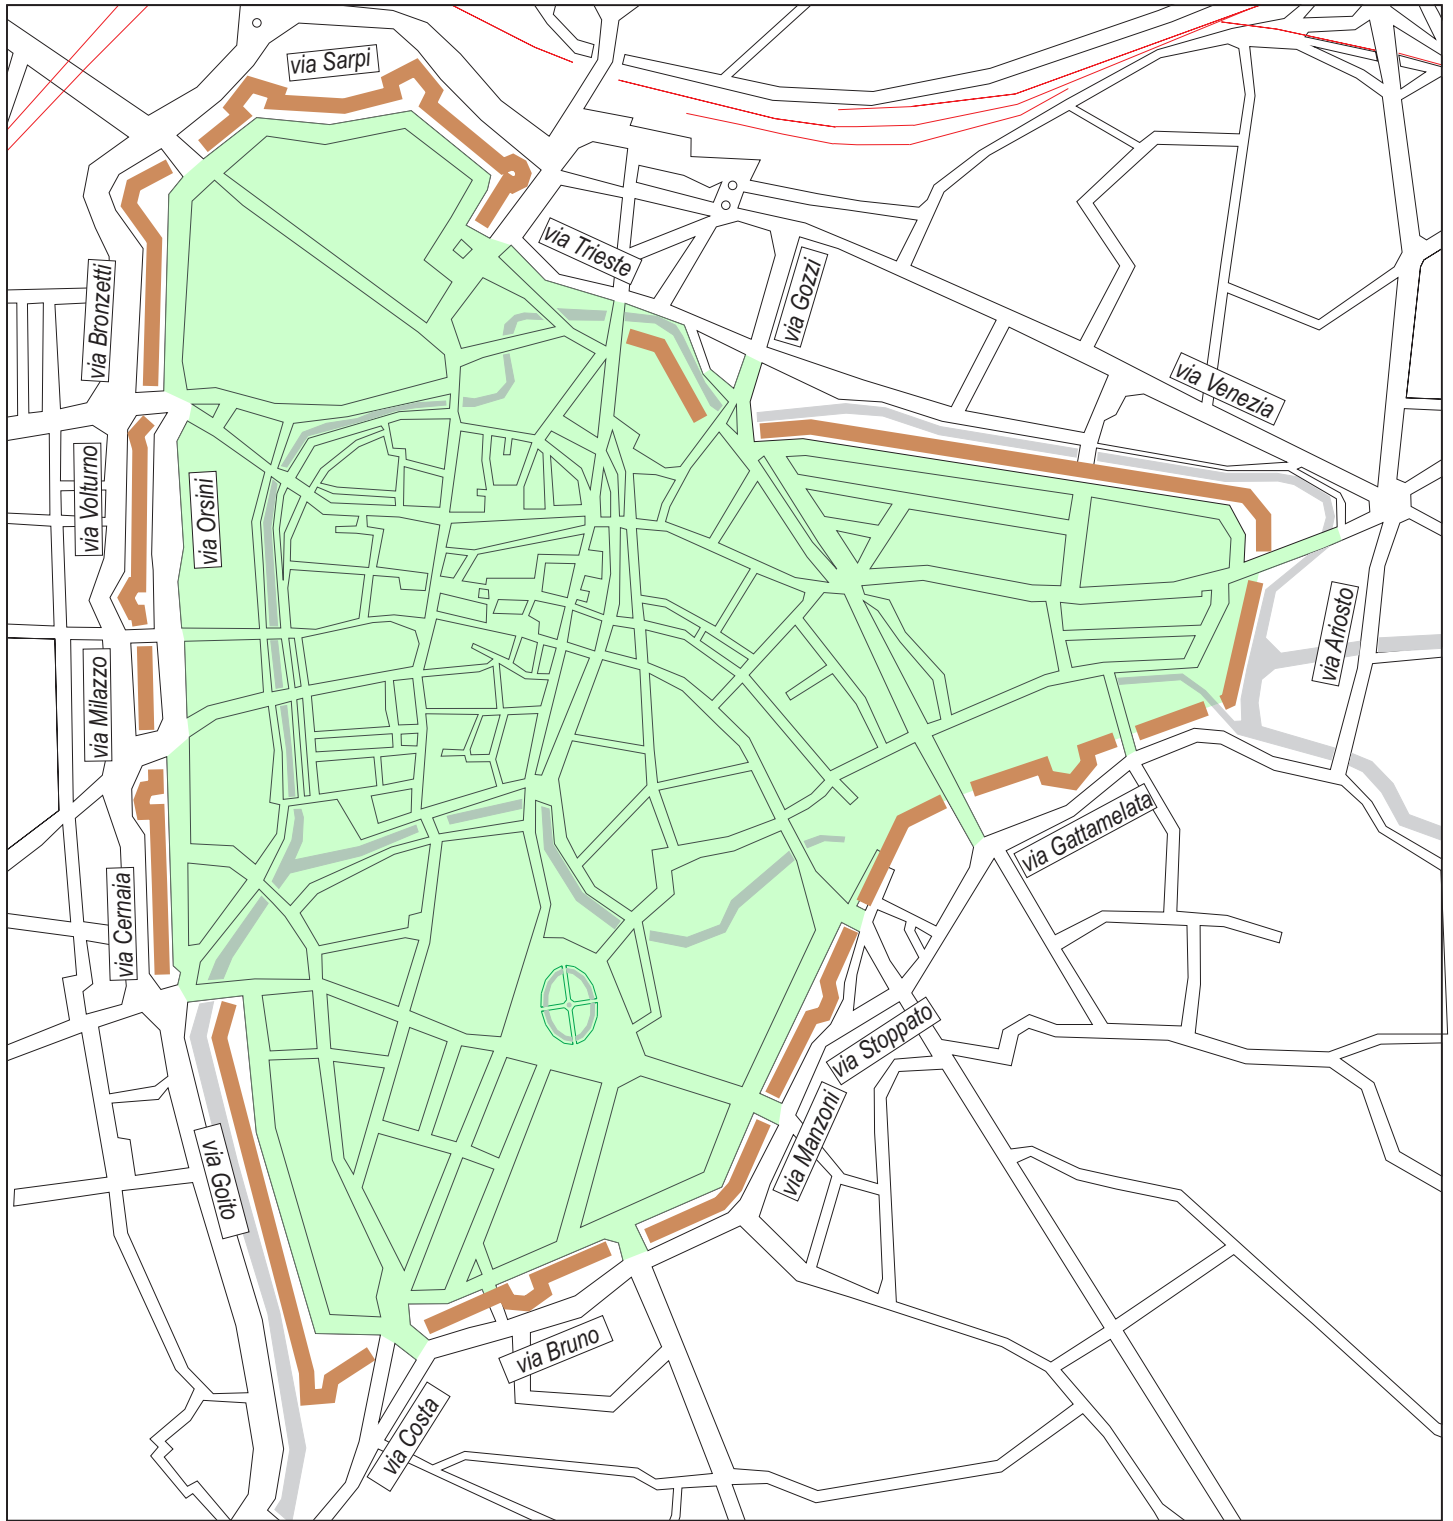 via Sarpi
via Trieste
via Gozzi
via Bronzetti
via Venezia
via Volturno
via Orsini
via Ariosto
via Milazzo
via Gattamelata
via Cernaia
via Stoppato
via Manzoni
via Goito
via Bruno
via Costa